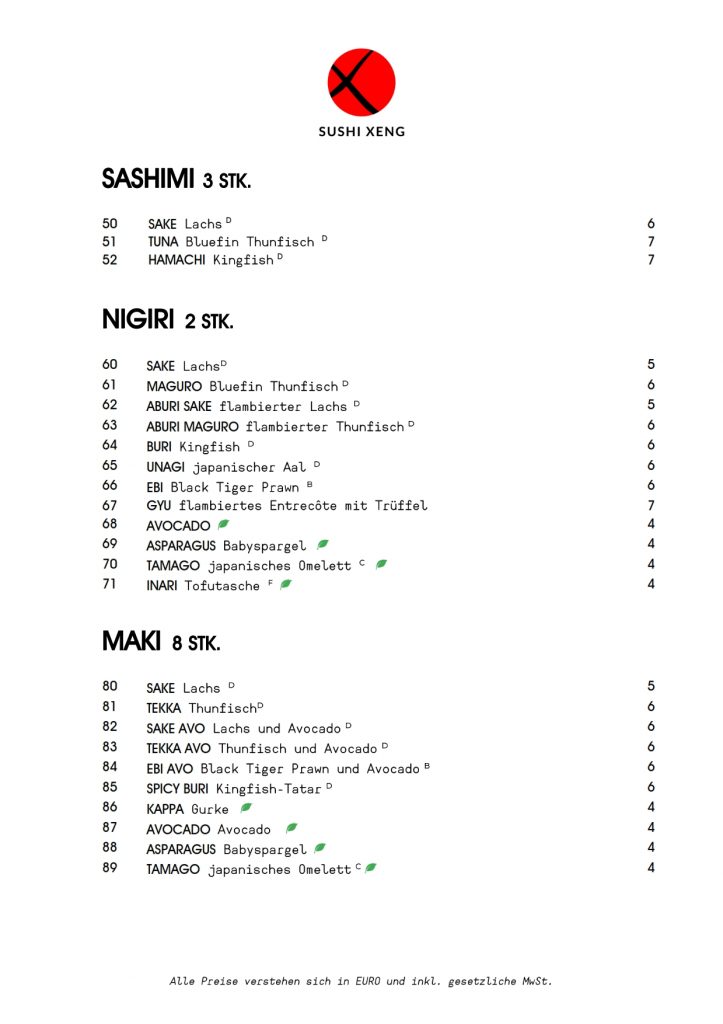 SUSHI XENG
SASHIMI 3 STK.
50 SAKE Lachs D 6
51 TUNA Bluefin Thunfisch D 7
52 HAMACHI Kingfish D 7
NIGIRI 2 STK.
60 SAKE Lachs D 5
61 MAGURO Bluefin Thunfisch D 6
62 ABURI SAKE flambierter Lachs D 5
63 ABURI MAGURO flambierter Thunfisch D 6
64 BURI Kingfish D 6
65 UNAGI japanischer Aal D 6
66 EBI Black Tiger Prawn B 6
67 GYU flambiertes Entrecôte mit Trüffel 7
68 AVOCADO 4
69 ASPARAGUS Babyspargel 4
70 TAMAGO japanisches Omelett C 4
71 INARI Tofutasche F 4
MAKI 8 STK.
80 SAKE Lachs D 5
81 TEKKA Thunfisch D 6
82 SAKE AVO Lachs und Avocado D 6
83 TEKKA AVO Thunfisch und Avocado D 6
84 EBI AVO Black Tiger Prawn und Avocado B 6
85 SPICY BURI Kingfish-Tatar D 6
86 KAPPA Gurke 4
87 AVOCADO Avocado 4
88 ASPARAGUS Babyspargel 4
89 TAMAGO japanisches Omelett C 4
Alle Preise verstehen sich in EURO und inkl. gesetzliche MwSt.